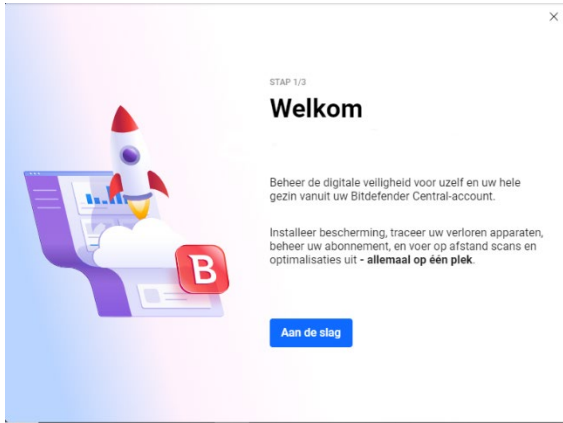 STAP 1/3
Welkom
Beheer de digitale veiligheid voor uzelf en uw hele
gezin vanuit uw Bitdefender Central-account.
Installeer bescherming, traceer uw verloren apparaten,
beheer uw abonnement, en voer op afstand scans en
optimalisaties uit - allemaal op één plek.
B
Aan de slag